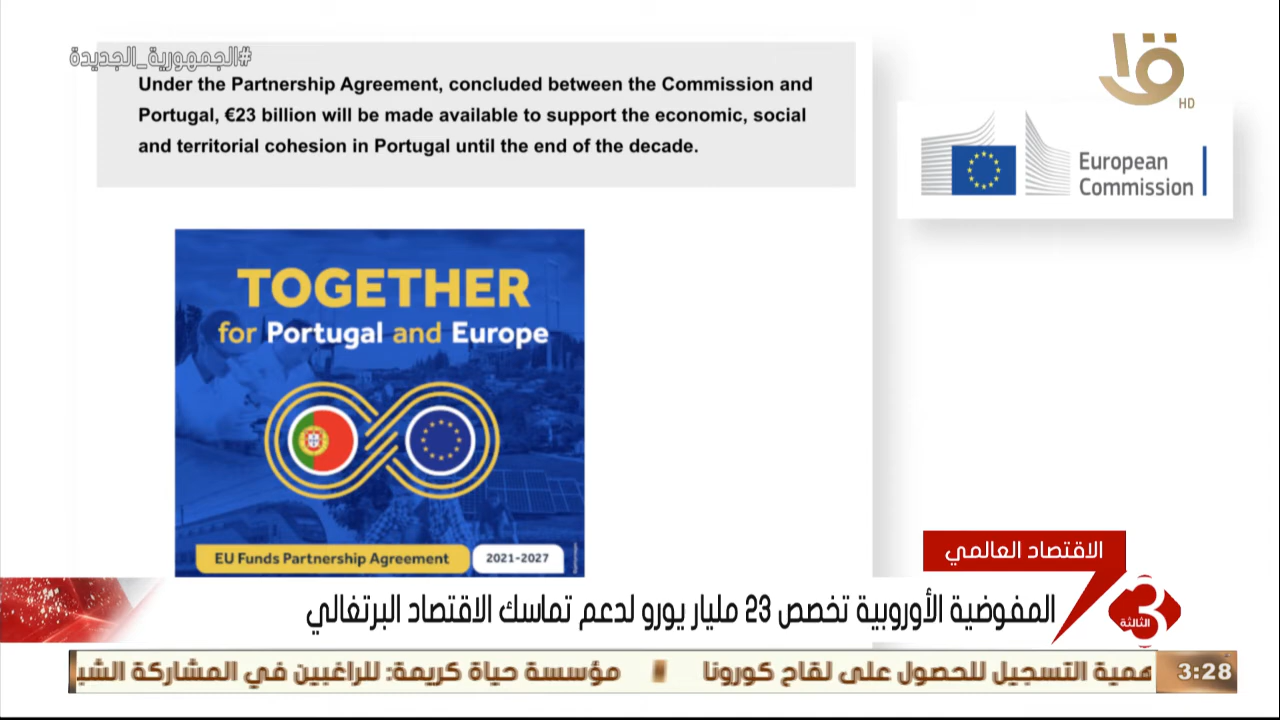 #الجمهورية_الجديدة
Under the Partnership Agreement, concluded between the Commission and
Portugal, €23 billion will be made available to support the economic, social
and territorial cohesion in Portugal until the end of the decade.
HD
European
Commission
TOGETHER
for Portugal and Europe
EU Funds Partnership Agreement
2021-2027
الاقتصاد العالمي
المفوضية الأوروبية تخصص 23 مليار يورو لدعم تماسك الاقتصاد البرتغالي
3
الثالثة
همية التسجيل للحصول على لقاح كورونا مؤسسة حياة كريمة: للراغبين في المشاركة الشبا
3:28